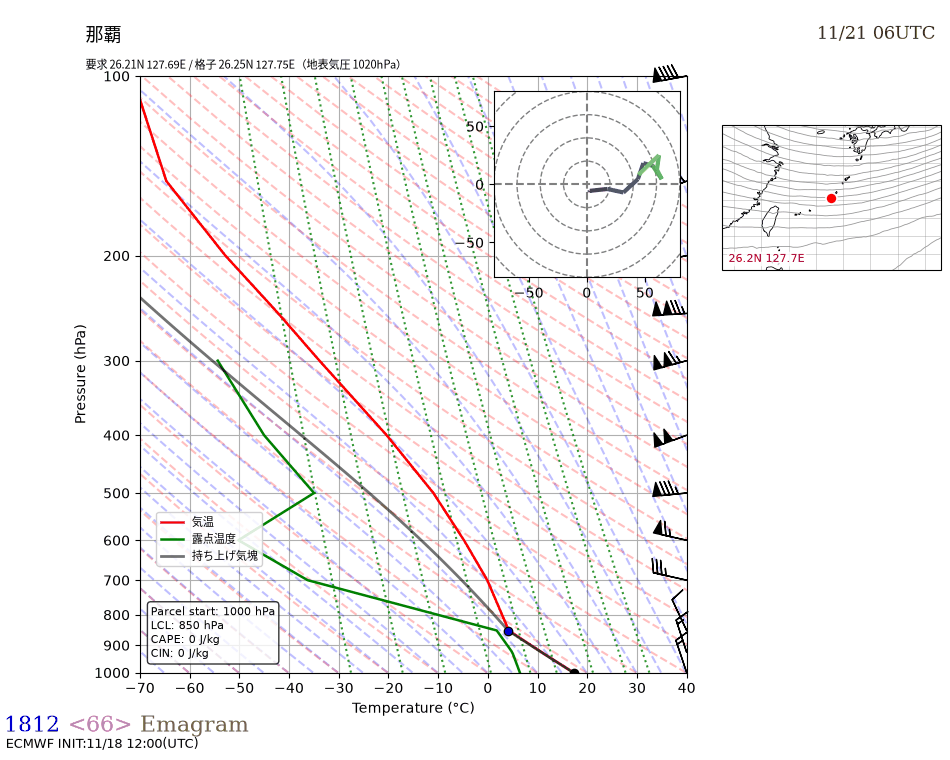 那覇
11/21 06UTC
要求 26.21N 127.69E / 格子 26.25N 127.75E（地表気圧 1020hPa）
100
200
300
400
500
600
700
800
900
1000
Pressure (hPa)
50
0
−50
−50 0 50
26.2N 127.7E
気温
露点温度
持ち上げ気塊
Parcel start: 1000 hPa
LCL: 850 hPa
CAPE: 0 J/kg
CIN: 0 J/kg
−70 −60 −50 −40 −30 −20 −10 0 10 20 30 40
Temperature (°C)
1812 <66> Emagram
ECMWF INIT:11/18 12:00(UTC)